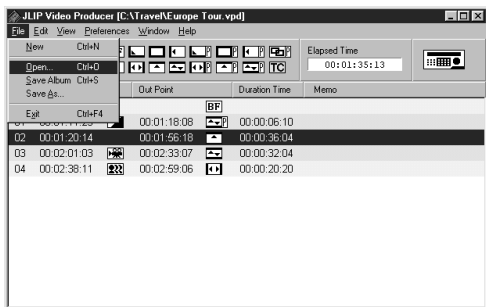 JLIP Video Producer [C:\Travel\Europe Tour.vpd]
File Edit View Preferences Window Help
New Ctrl+N
Open... Ctrl+O
Save Album Ctrl+S
Save As...
Exit Ctrl+F4
P P P P
P P P TC
Elapsed Time
00:01:35:13
Out Point Duration Time Memo
BF
00:01:18:08 P 00:00:06:10
02 00:01:20:14 00:01:56:18 00:00:36:04
03 00:02:01:03 00:02:33:07 00:00:32:04
04 00:02:38:11 00:02:59:06 00:00:20:20